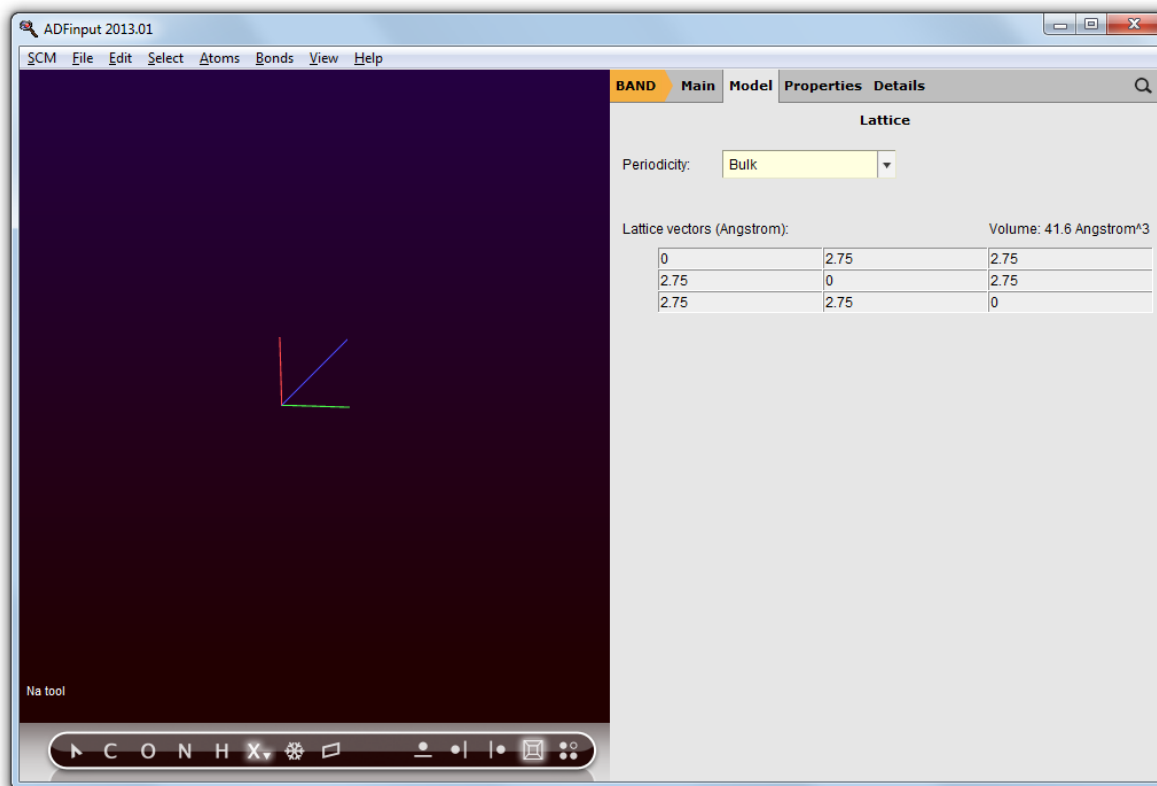 ADFinput 2013.01
SCM File Edit Select Atoms Bonds View Help
BAND Main Model Properties Details
Lattice
Periodicity: Bulk
Lattice vectors (Angstrom): Volume: 41.6 Angstrom^3
0 2.75 2.75
2.75 0 2.75
2.75 2.75 0
Na tool
C O N H X